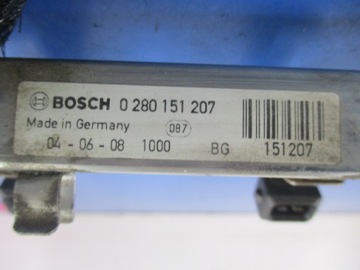 BOSCH 0 280 151 207
Made in Germany 087
04-06-08 1000 BG 151207